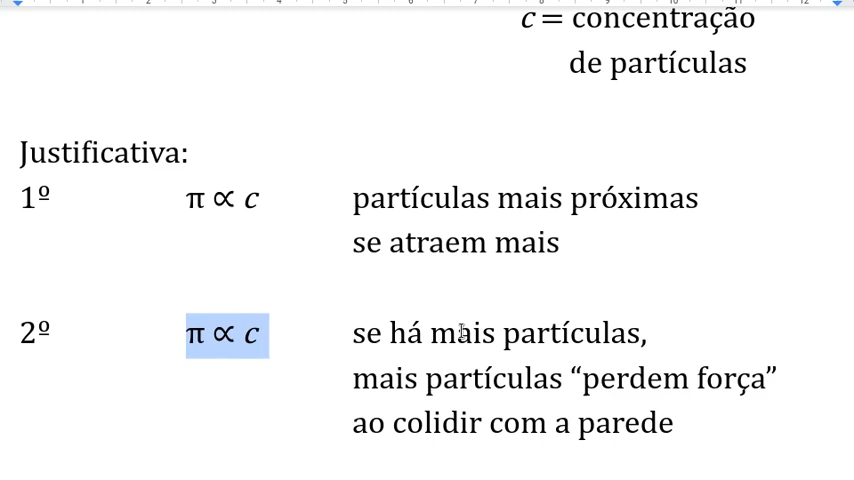 c = concentração
de partículas
Justificativa:
1º π ∝ c partículas mais próximas
se atraem mais
2º π ∝ c se há mais partículas,
mais partículas “perdem força”
ao colidir com a parede